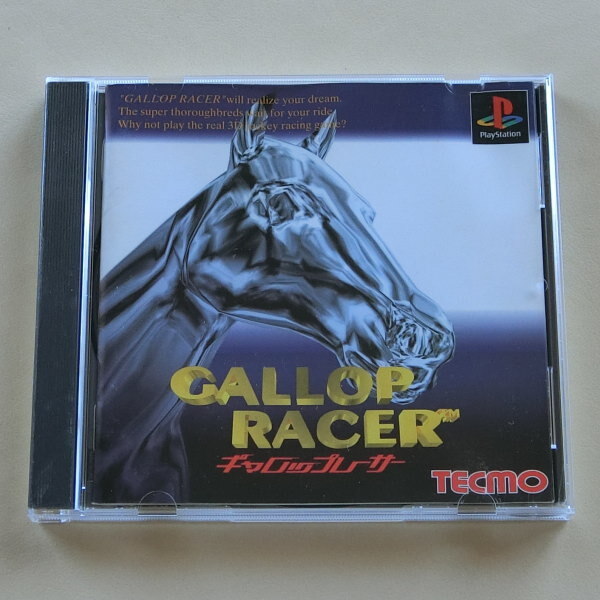 "GALLOP RACER" will realize your dream.
The super thoroughbreds wait for your ride.
Why not play the real 3D jockey racing game?
PlayStation
GALLOP
RACER™
ギャロップレーサー
TECMO